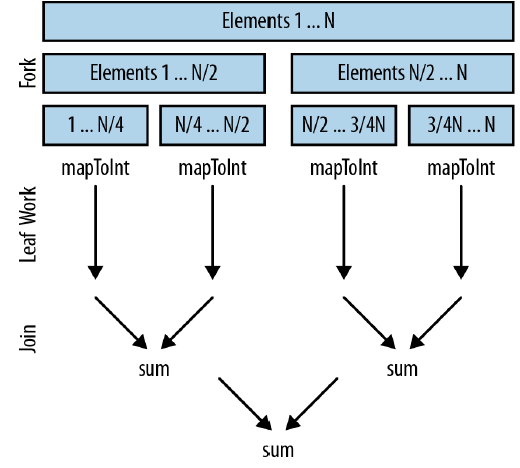 Elements 1 ... N
Fork
Elements 1 ... N/2
Elements N/2 ... N
1 ... N/4
N/4 ... N/2
N/2 ... 3/4N
3/4N ... N
mapToInt
mapToInt
mapToInt
mapToInt
Leaf Work
Join
sum
sum
sum